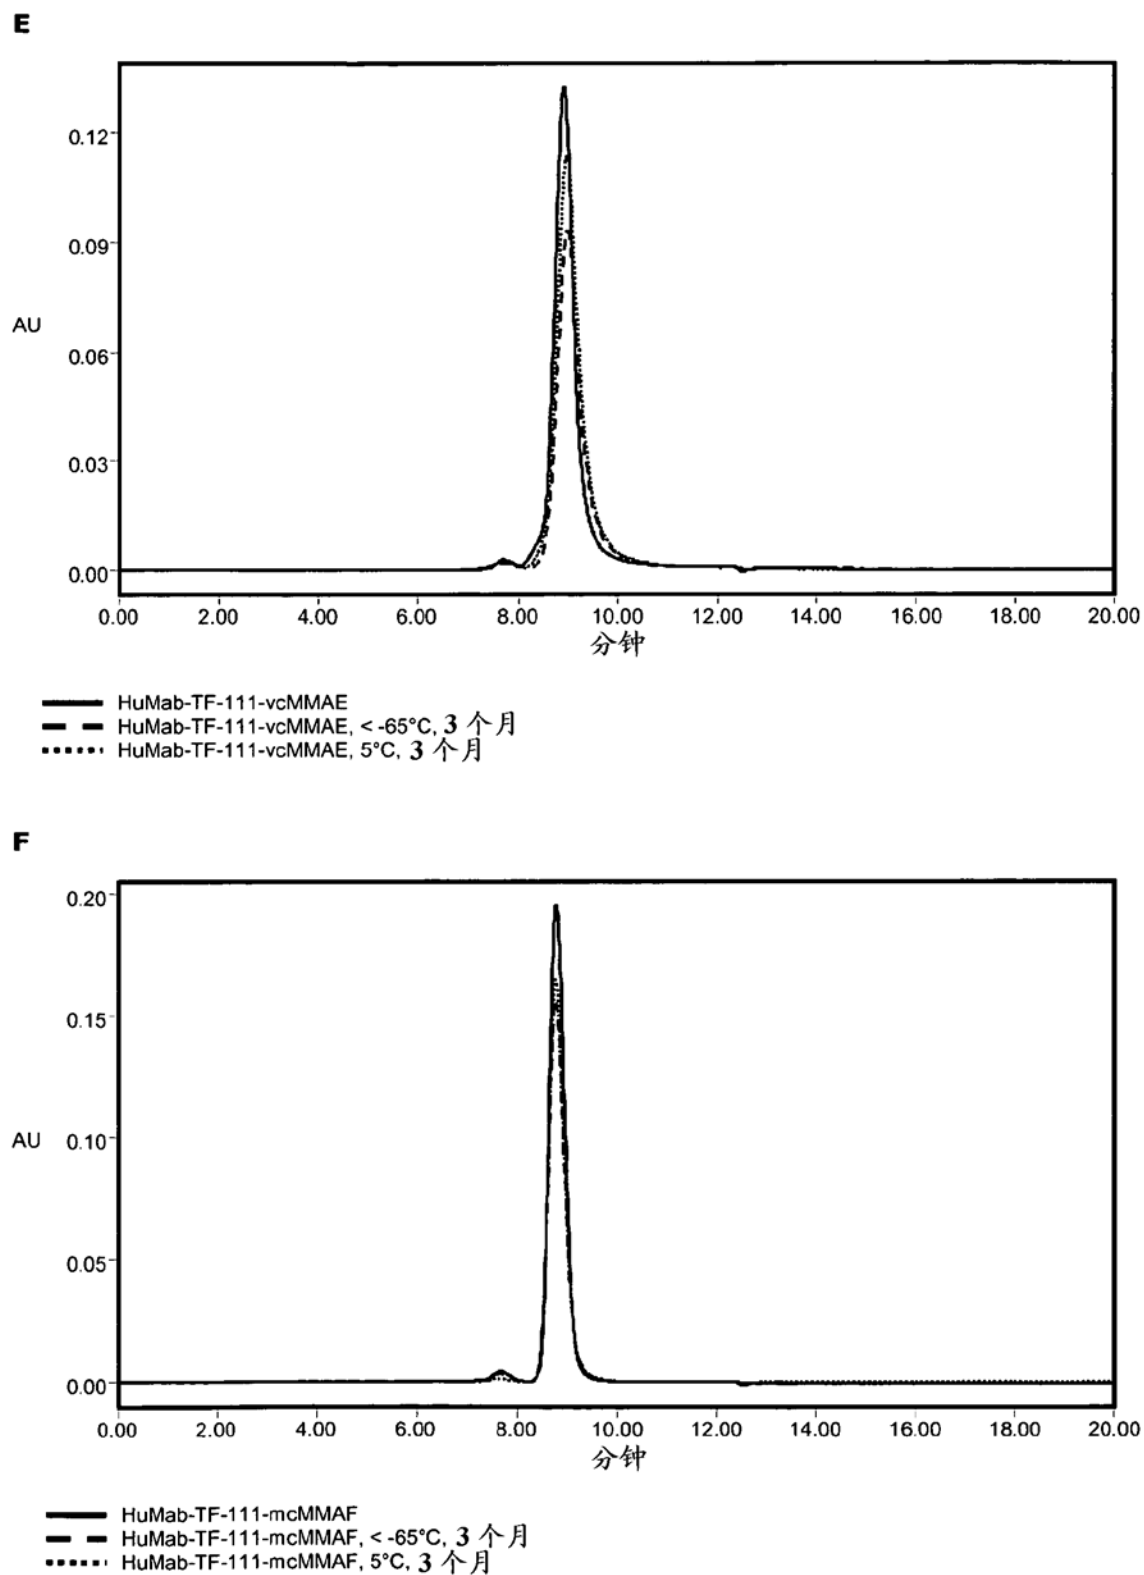 E
0.12
0.09
AU
0.06
0.03
0.00
0.00 2.00 4.00 6.00 8.00 10.00 12.00 14.00 16.00 18.00 20.00
分钟
HuMab-TF-111-vcMMAE
HuMab-TF-111-vcMMAE, < -65°C, 3 个月
HuMab-TF-111-vcMMAE, 5°C, 3 个月
F
0.20
0.15
AU 0.10
0.05
0.00
0.00 2.00 4.00 6.00 8.00 10.00 12.00 14.00 16.00 18.00 20.00
分钟
HuMab-TF-111-mcMMAF
HuMab-TF-111-mcMMAF, < -65°C, 3 个月
HuMab-TF-111-mcMMAF, 5°C, 3 个月